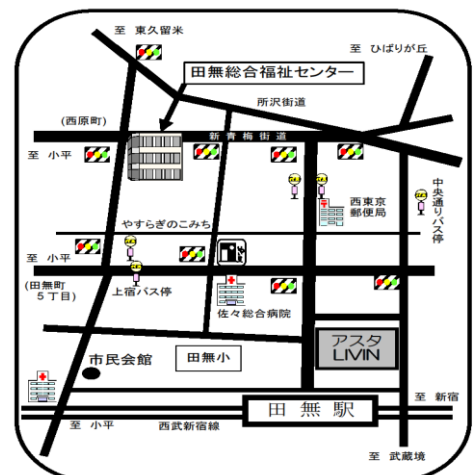 至 東久留米
至 ひばりが丘
田無総合福祉センター
所沢街道
(西原町)
新青梅街道
至 小平
中央通りバス停
西東京
郵便局
やすらぎのこみち
至 小平
(田無町
5丁目)
上宿バス停
佐々総合病院
アスタ
LIVIN
田無小
市民会館
田 無 駅
至 新宿
至 小平
西武新宿線
至 武蔵境